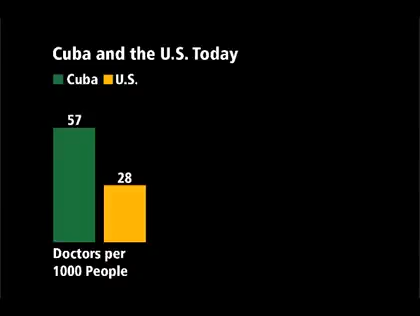 Cuba and the U.S. Today
Cuba U.S.
57
28
Doctors per
1000 People